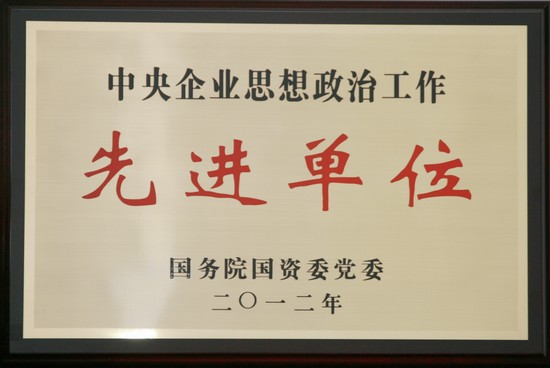 中央企业思想政治工作
先进单位
国务院国资委党委
二〇一二年